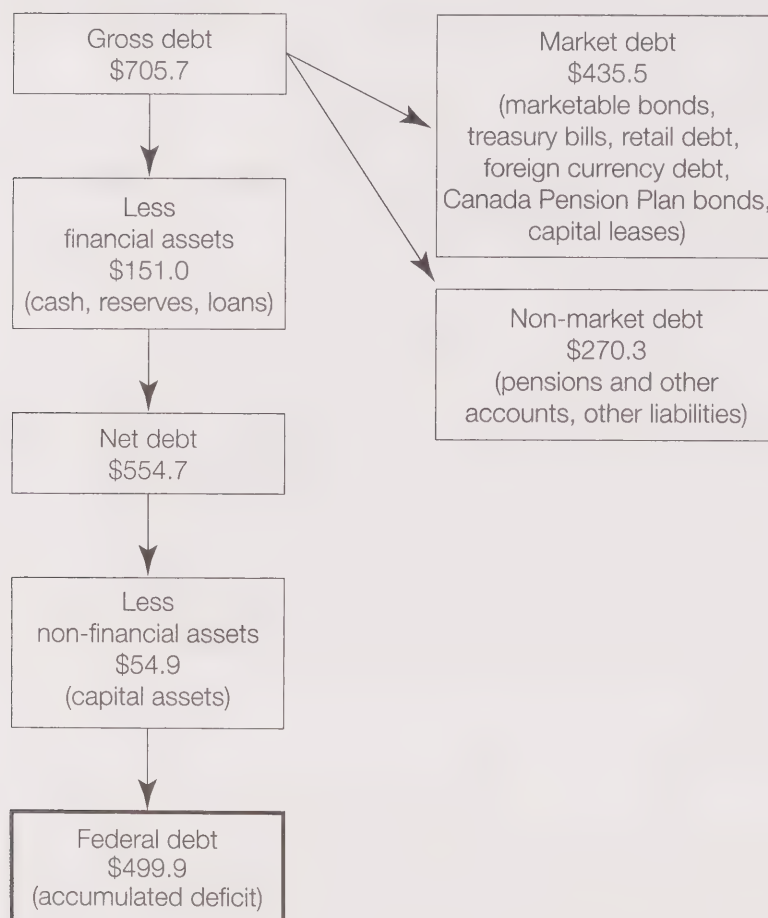 Gross debt
$705.7
Less
financial assets
$151.0
(cash, reserves, loans)
Net debt
$554.7
Less
non-financial assets
$54.9
(capital assets)
Federal debt
$499.9
(accumulated deficit)
Market debt
$435.5
(marketable bonds,
treasury bills, retail debt,
foreign currency debt,
Canada Pension Plan bonds,
capital leases)
Non-market debt
$270.3
(pensions and other
accounts, other liabilities)